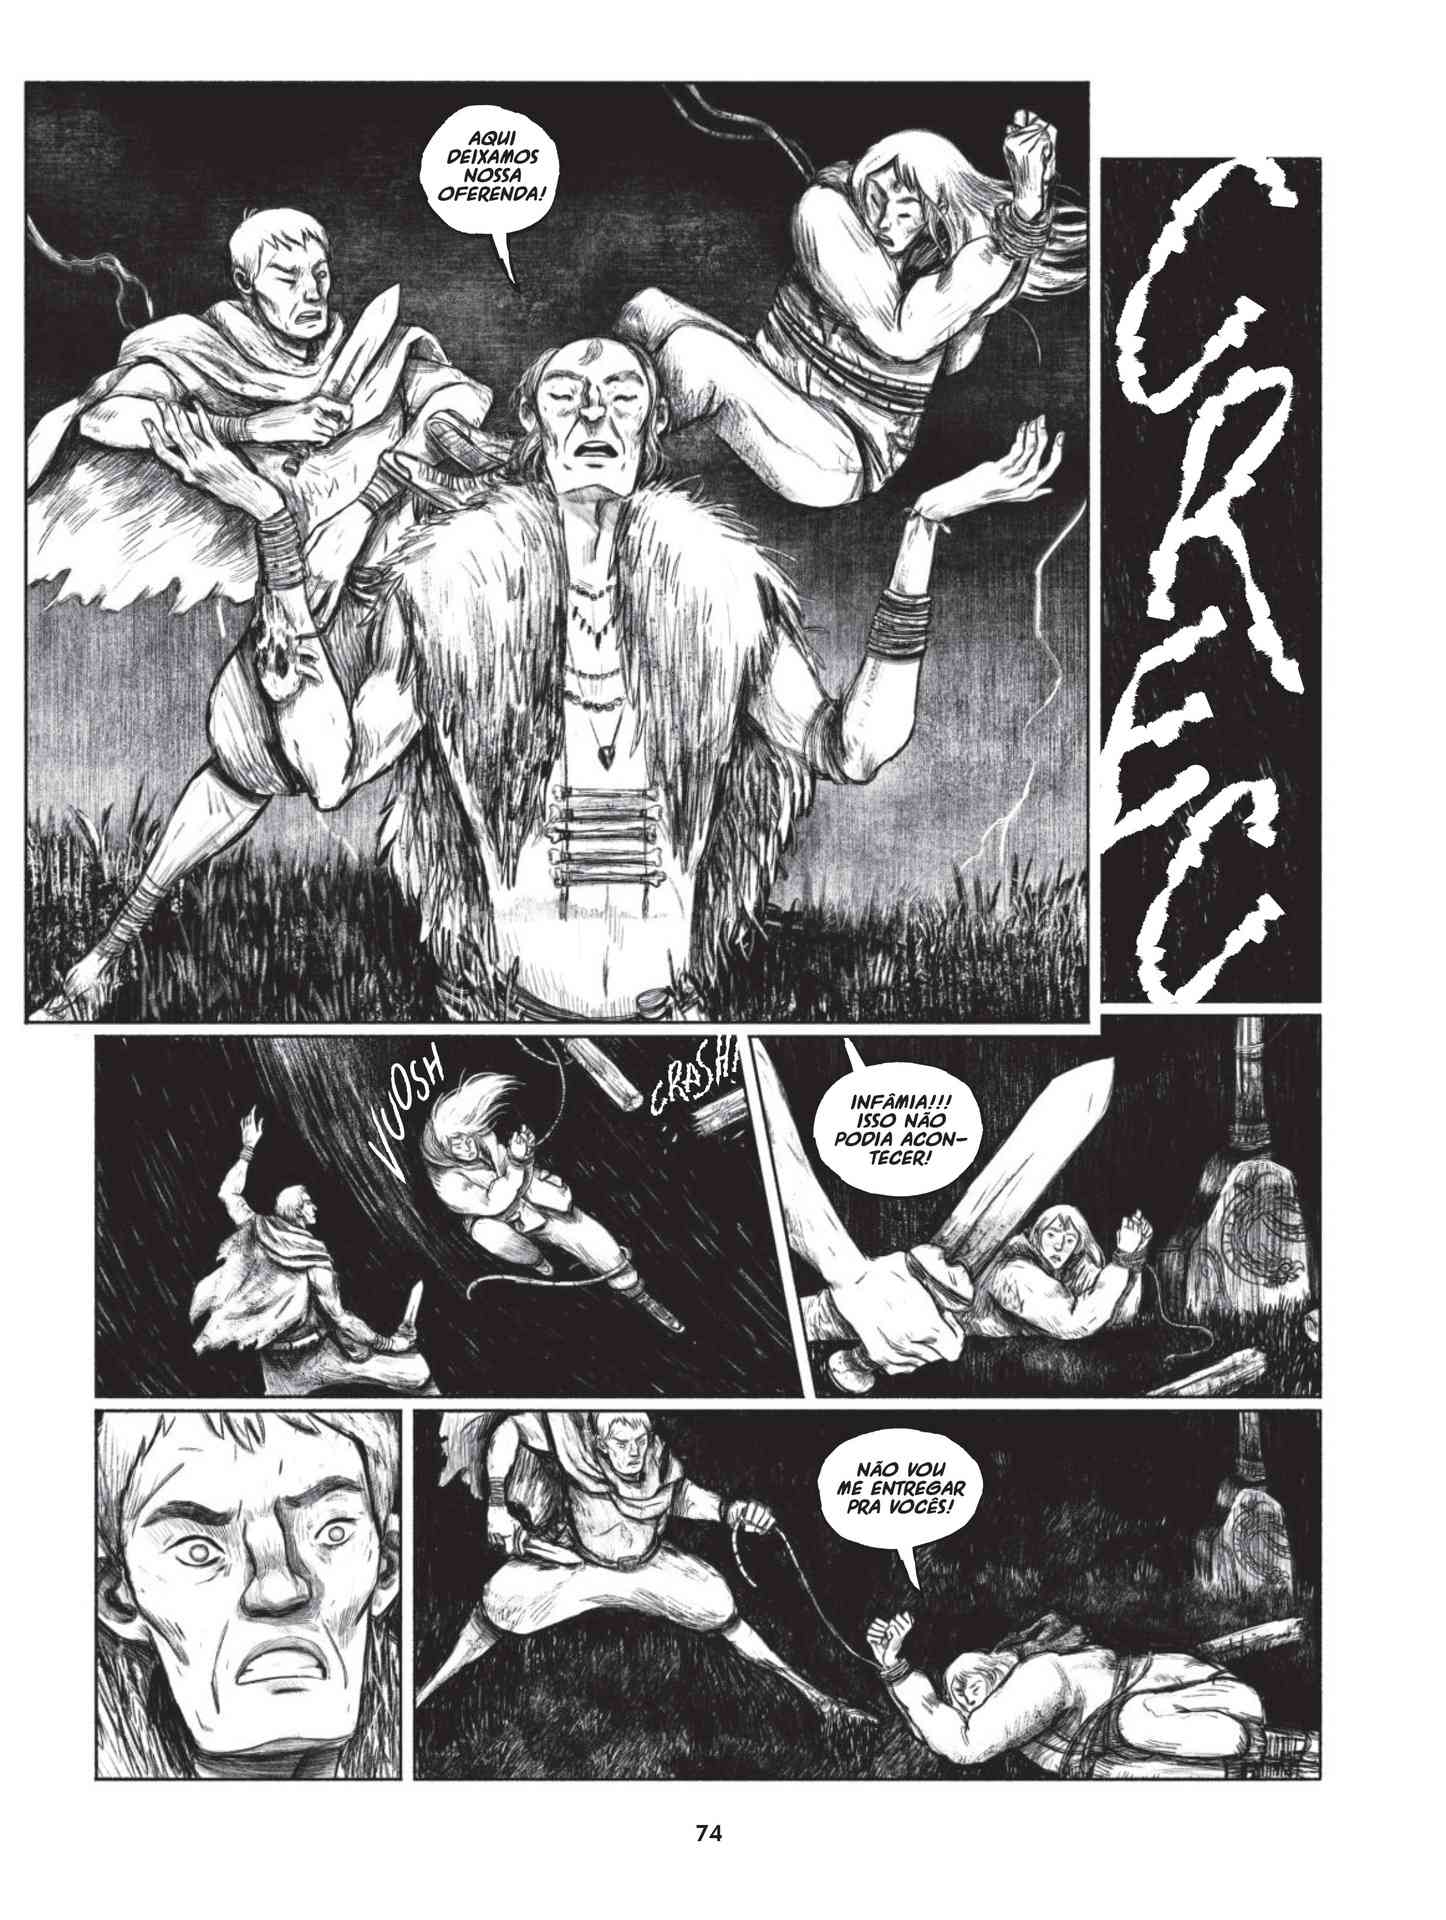 AQUI
DEIXAMOS
NOSSA
OFERENDA!
CREC
VUOSH
CRASH!
INFÂMIA!!!
ISSO NÃO
PODIA ACON-
TECER!
NÃO VOU
ME ENTREGAR
PRA VOCÊS!
74